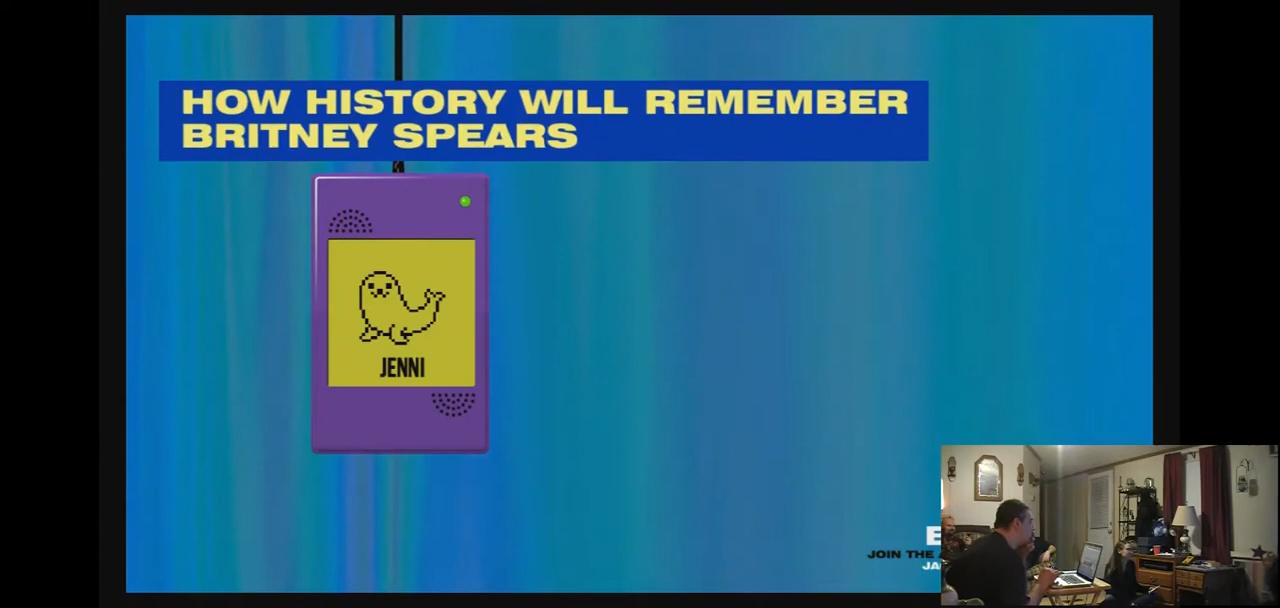 HOW HISTORY WILL REMEMBER
BRITNEY SPEARS
JENNI
JOIN THE